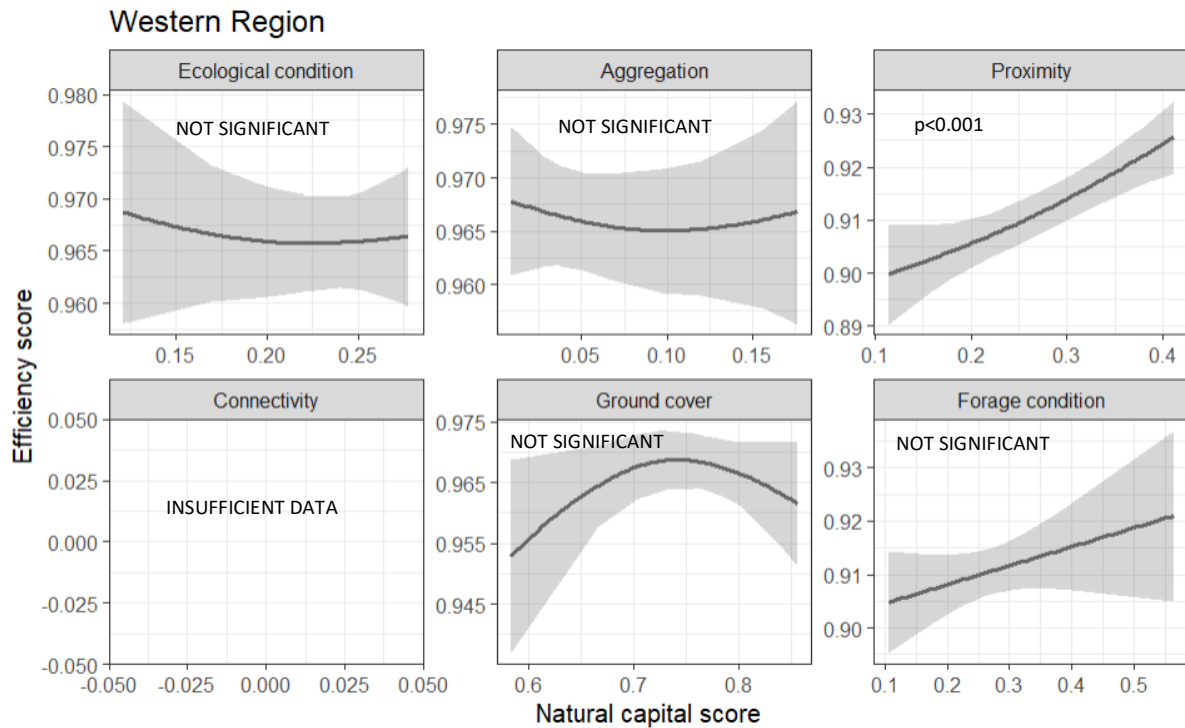 Western Region
Ecological condition
Aggregation
Proximity
0.980
0.975
0.970
0.965
0.960
NOT SIGNIFICANT
0.15 0.20 0.25
0.975
0.970
0.965
0.960
NOT SIGNIFICANT
0.05 0.10 0.15
0.93
0.92
0.91
0.90
0.89
p<0.001
0.1 0.2 0.3 0.4
Efficiency score
Connectivity
Ground cover
Forage condition
0.050
0.025
0.000
-0.025
-0.050
INSUFFICIENT DATA
-0.050 -0.025 0.000 0.025 0.050
0.975
0.965
0.955
0.945
NOT SIGNIFICANT
0.6 0.7 0.8
0.93
0.92
0.91
0.90
NOT SIGNIFICANT
0.1 0.2 0.3 0.4 0.5
Natural capital score